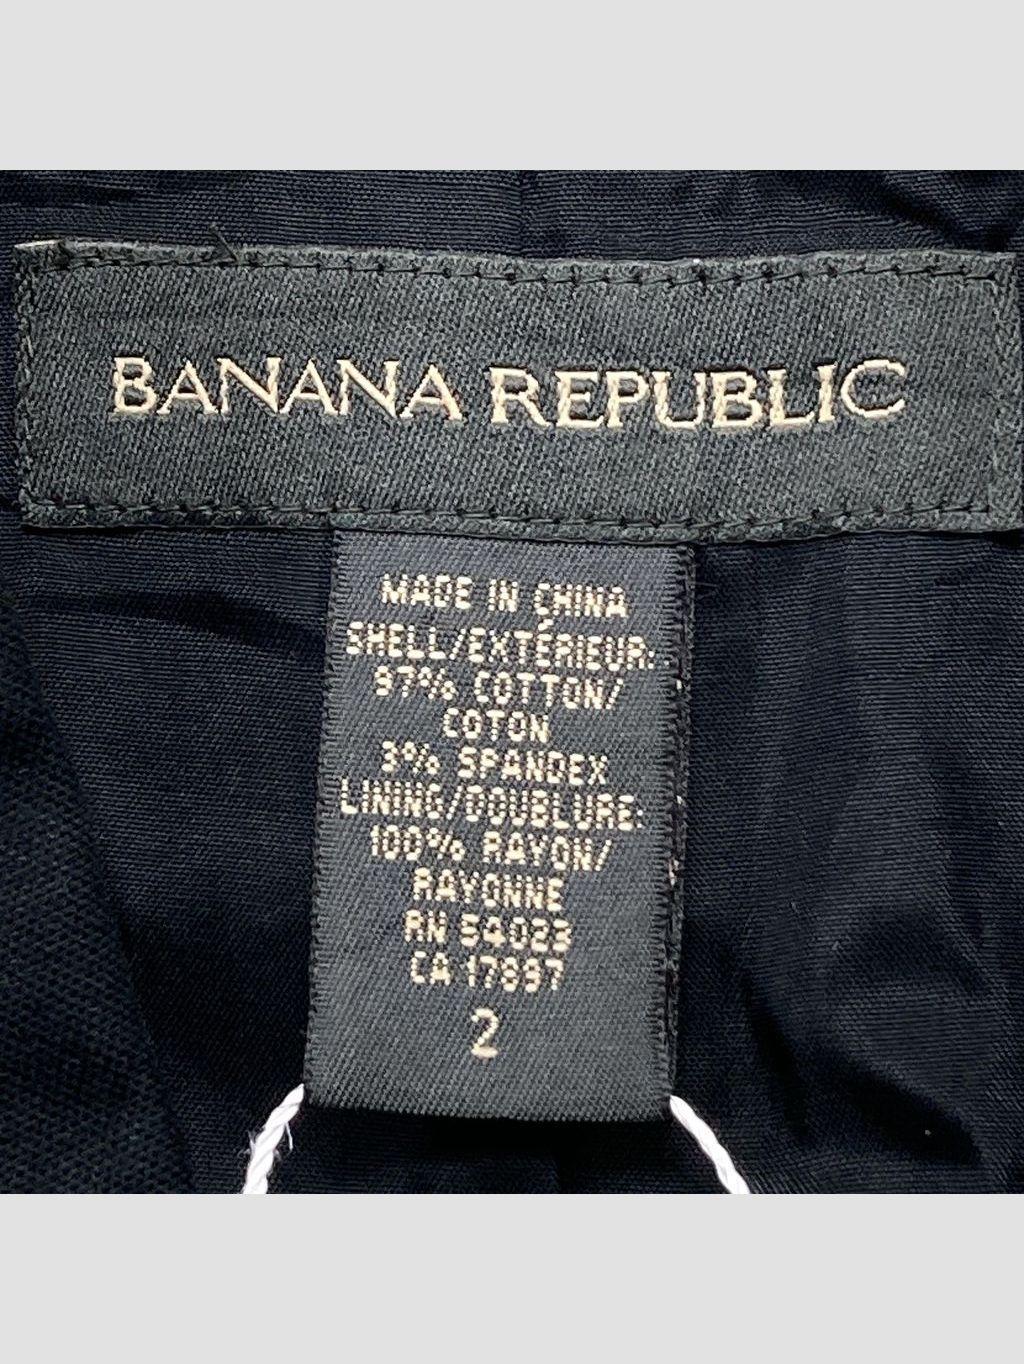 BANANA REPUBLIC
MADE IN CHINA
SHELL/EXTÉRIEUR:
97% COTTON/
COTON
3% SPANDEX
LINING/DOUBLURE:
100% RAYON/
RAYONNE
RN 54023
CA 17897
2